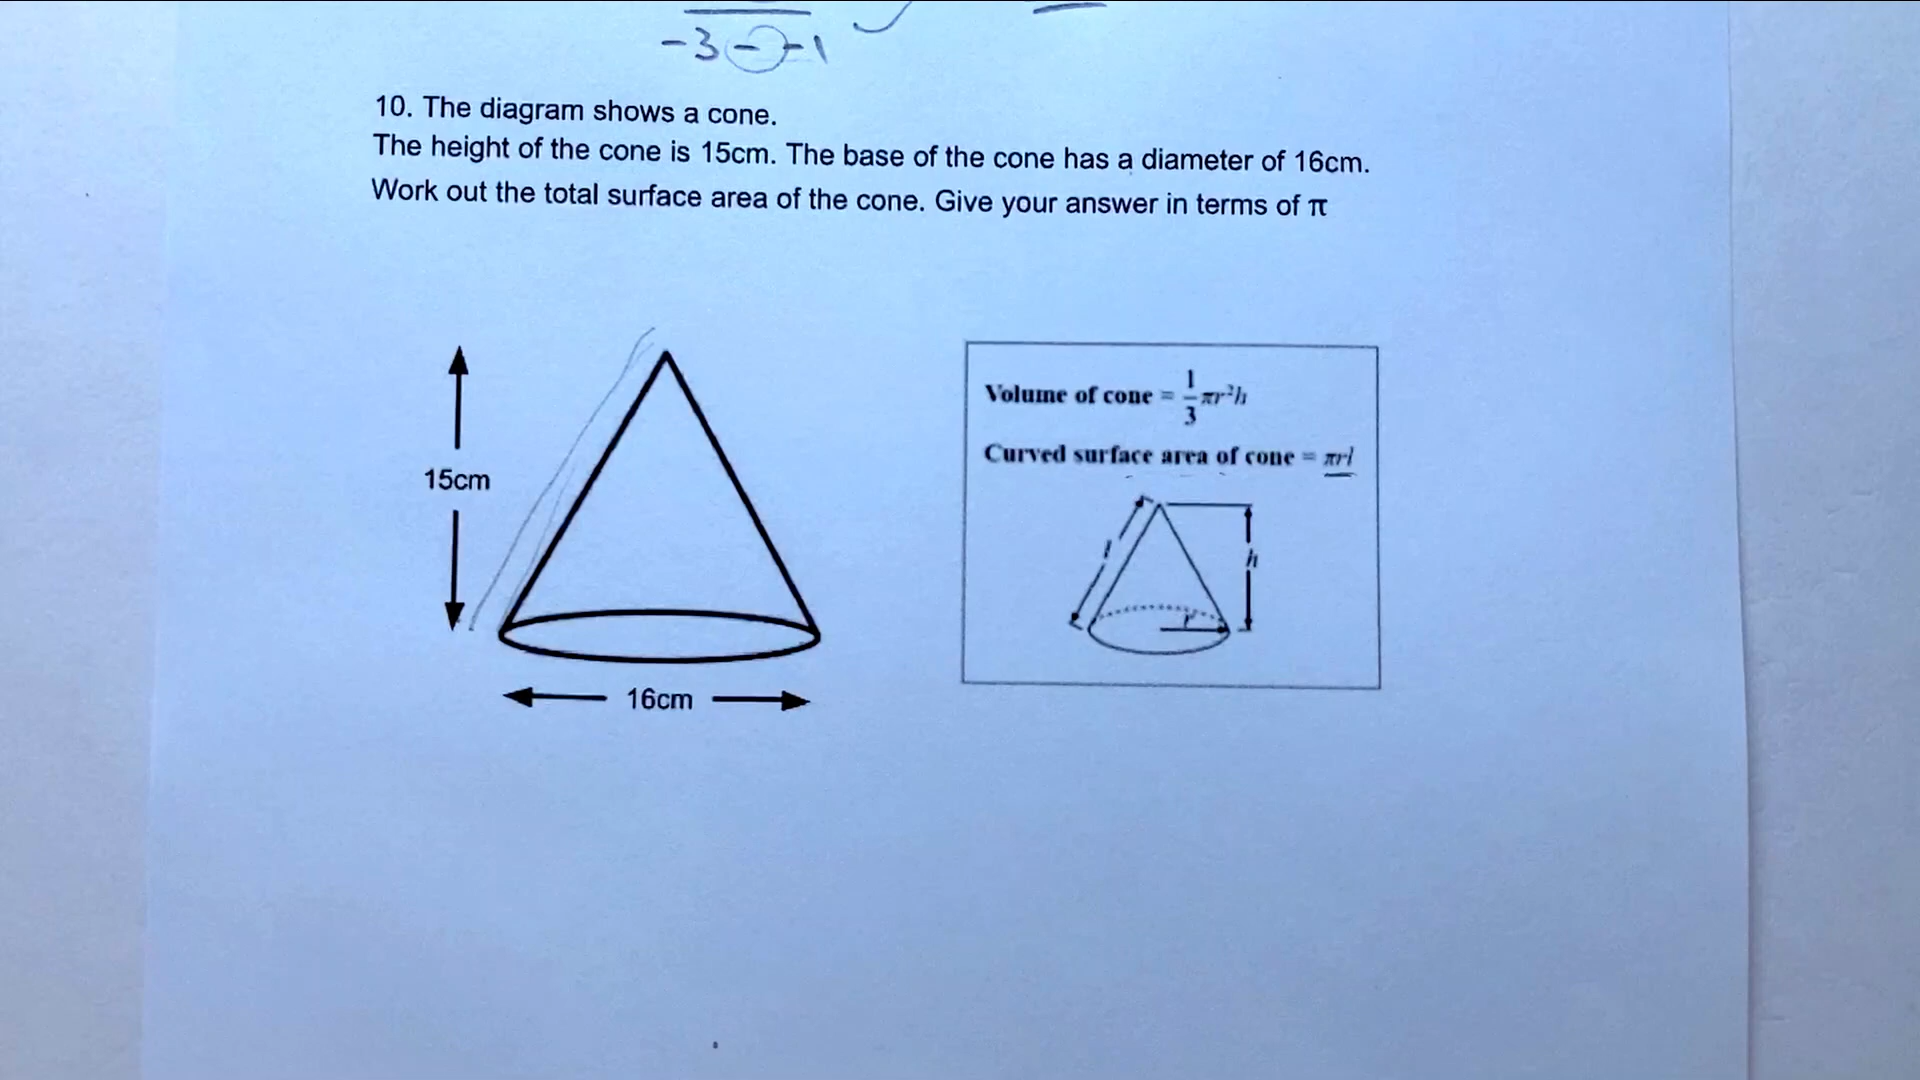 -3 - -1
10. The diagram shows a cone.
The height of the cone is 15cm. The base of the cone has a diameter of 16cm.
Work out the total surface area of the cone. Give your answer in terms of π
15cm
16cm
Volume of cone = 1/3 πr²h
Curved surface area of cone = πrl
l
h
r